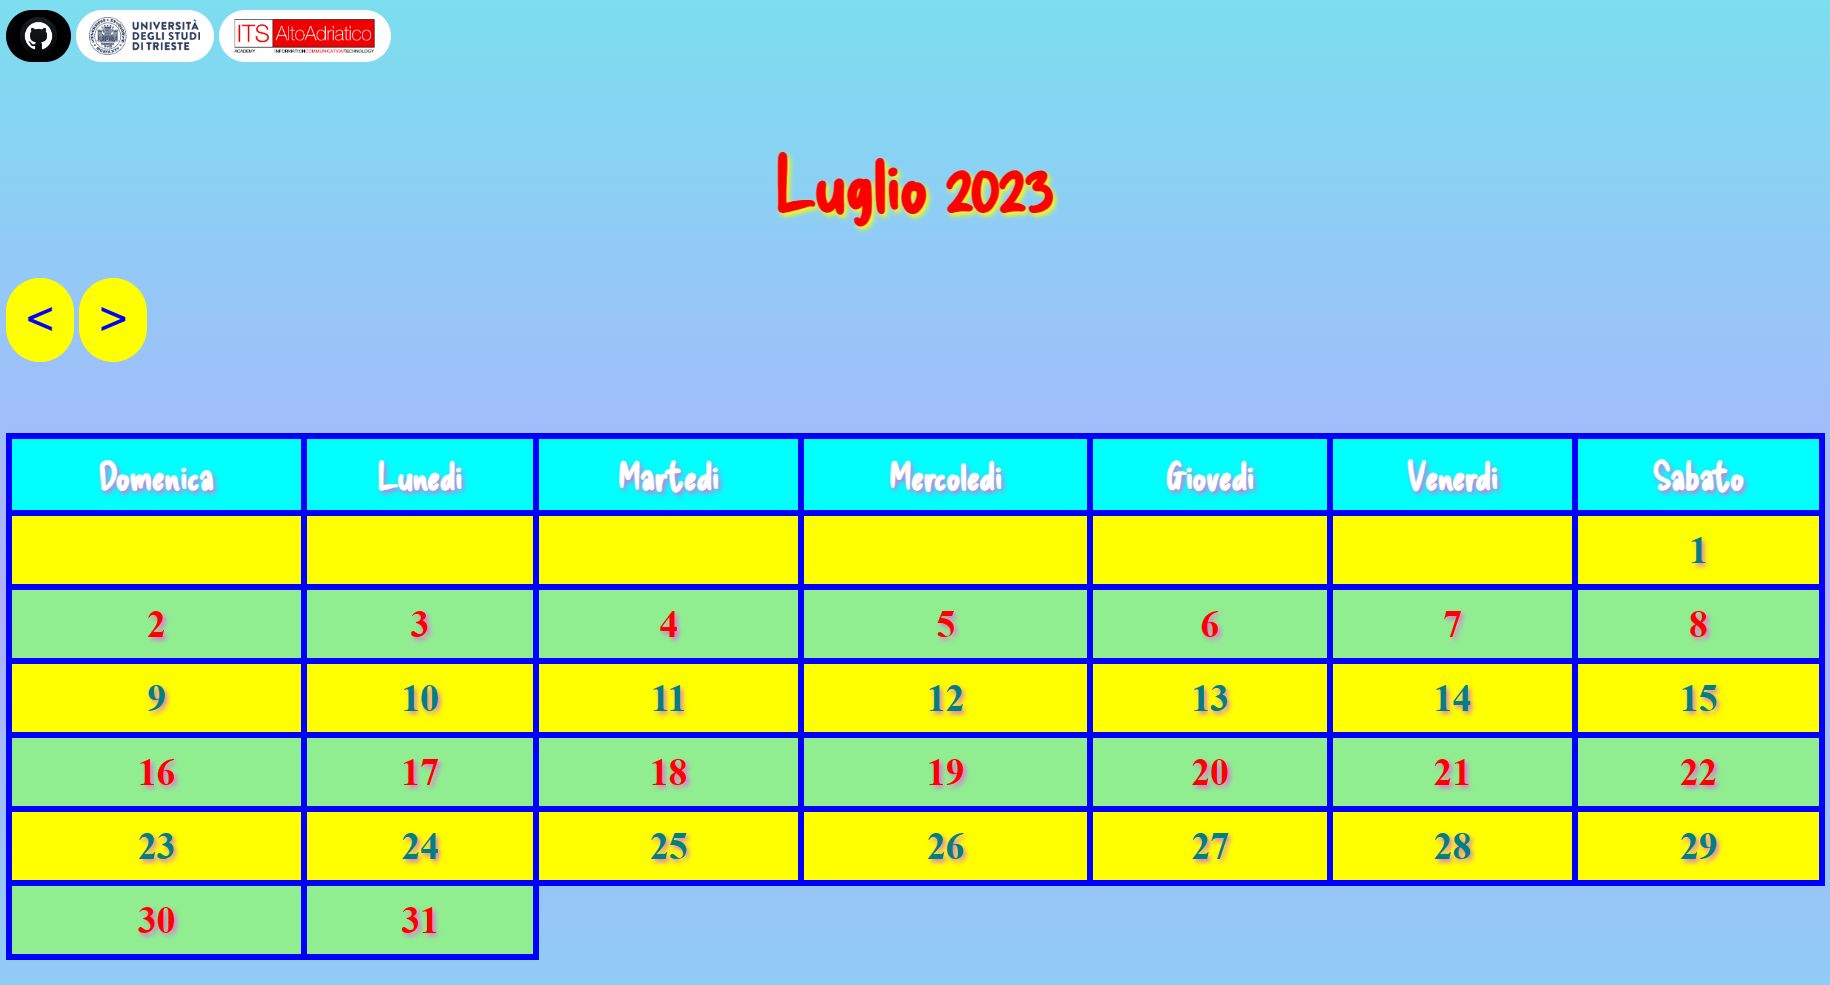 UNIVERSITÀ
DEGLI STUDI
DI TRIESTE
ITS AltoAdriatico
ACADEMY INFORMATIONCOMMUNICATIONTECHNOLOGY
Luglio 2023
< >
Domenica Lunedi Martedi Mercoledi Giovedi Venerdi Sabato
1
2 3 4 5 6 7 8
9 10 11 12 13 14 15
16 17 18 19 20 21 22
23 24 25 26 27 28 29
30 31